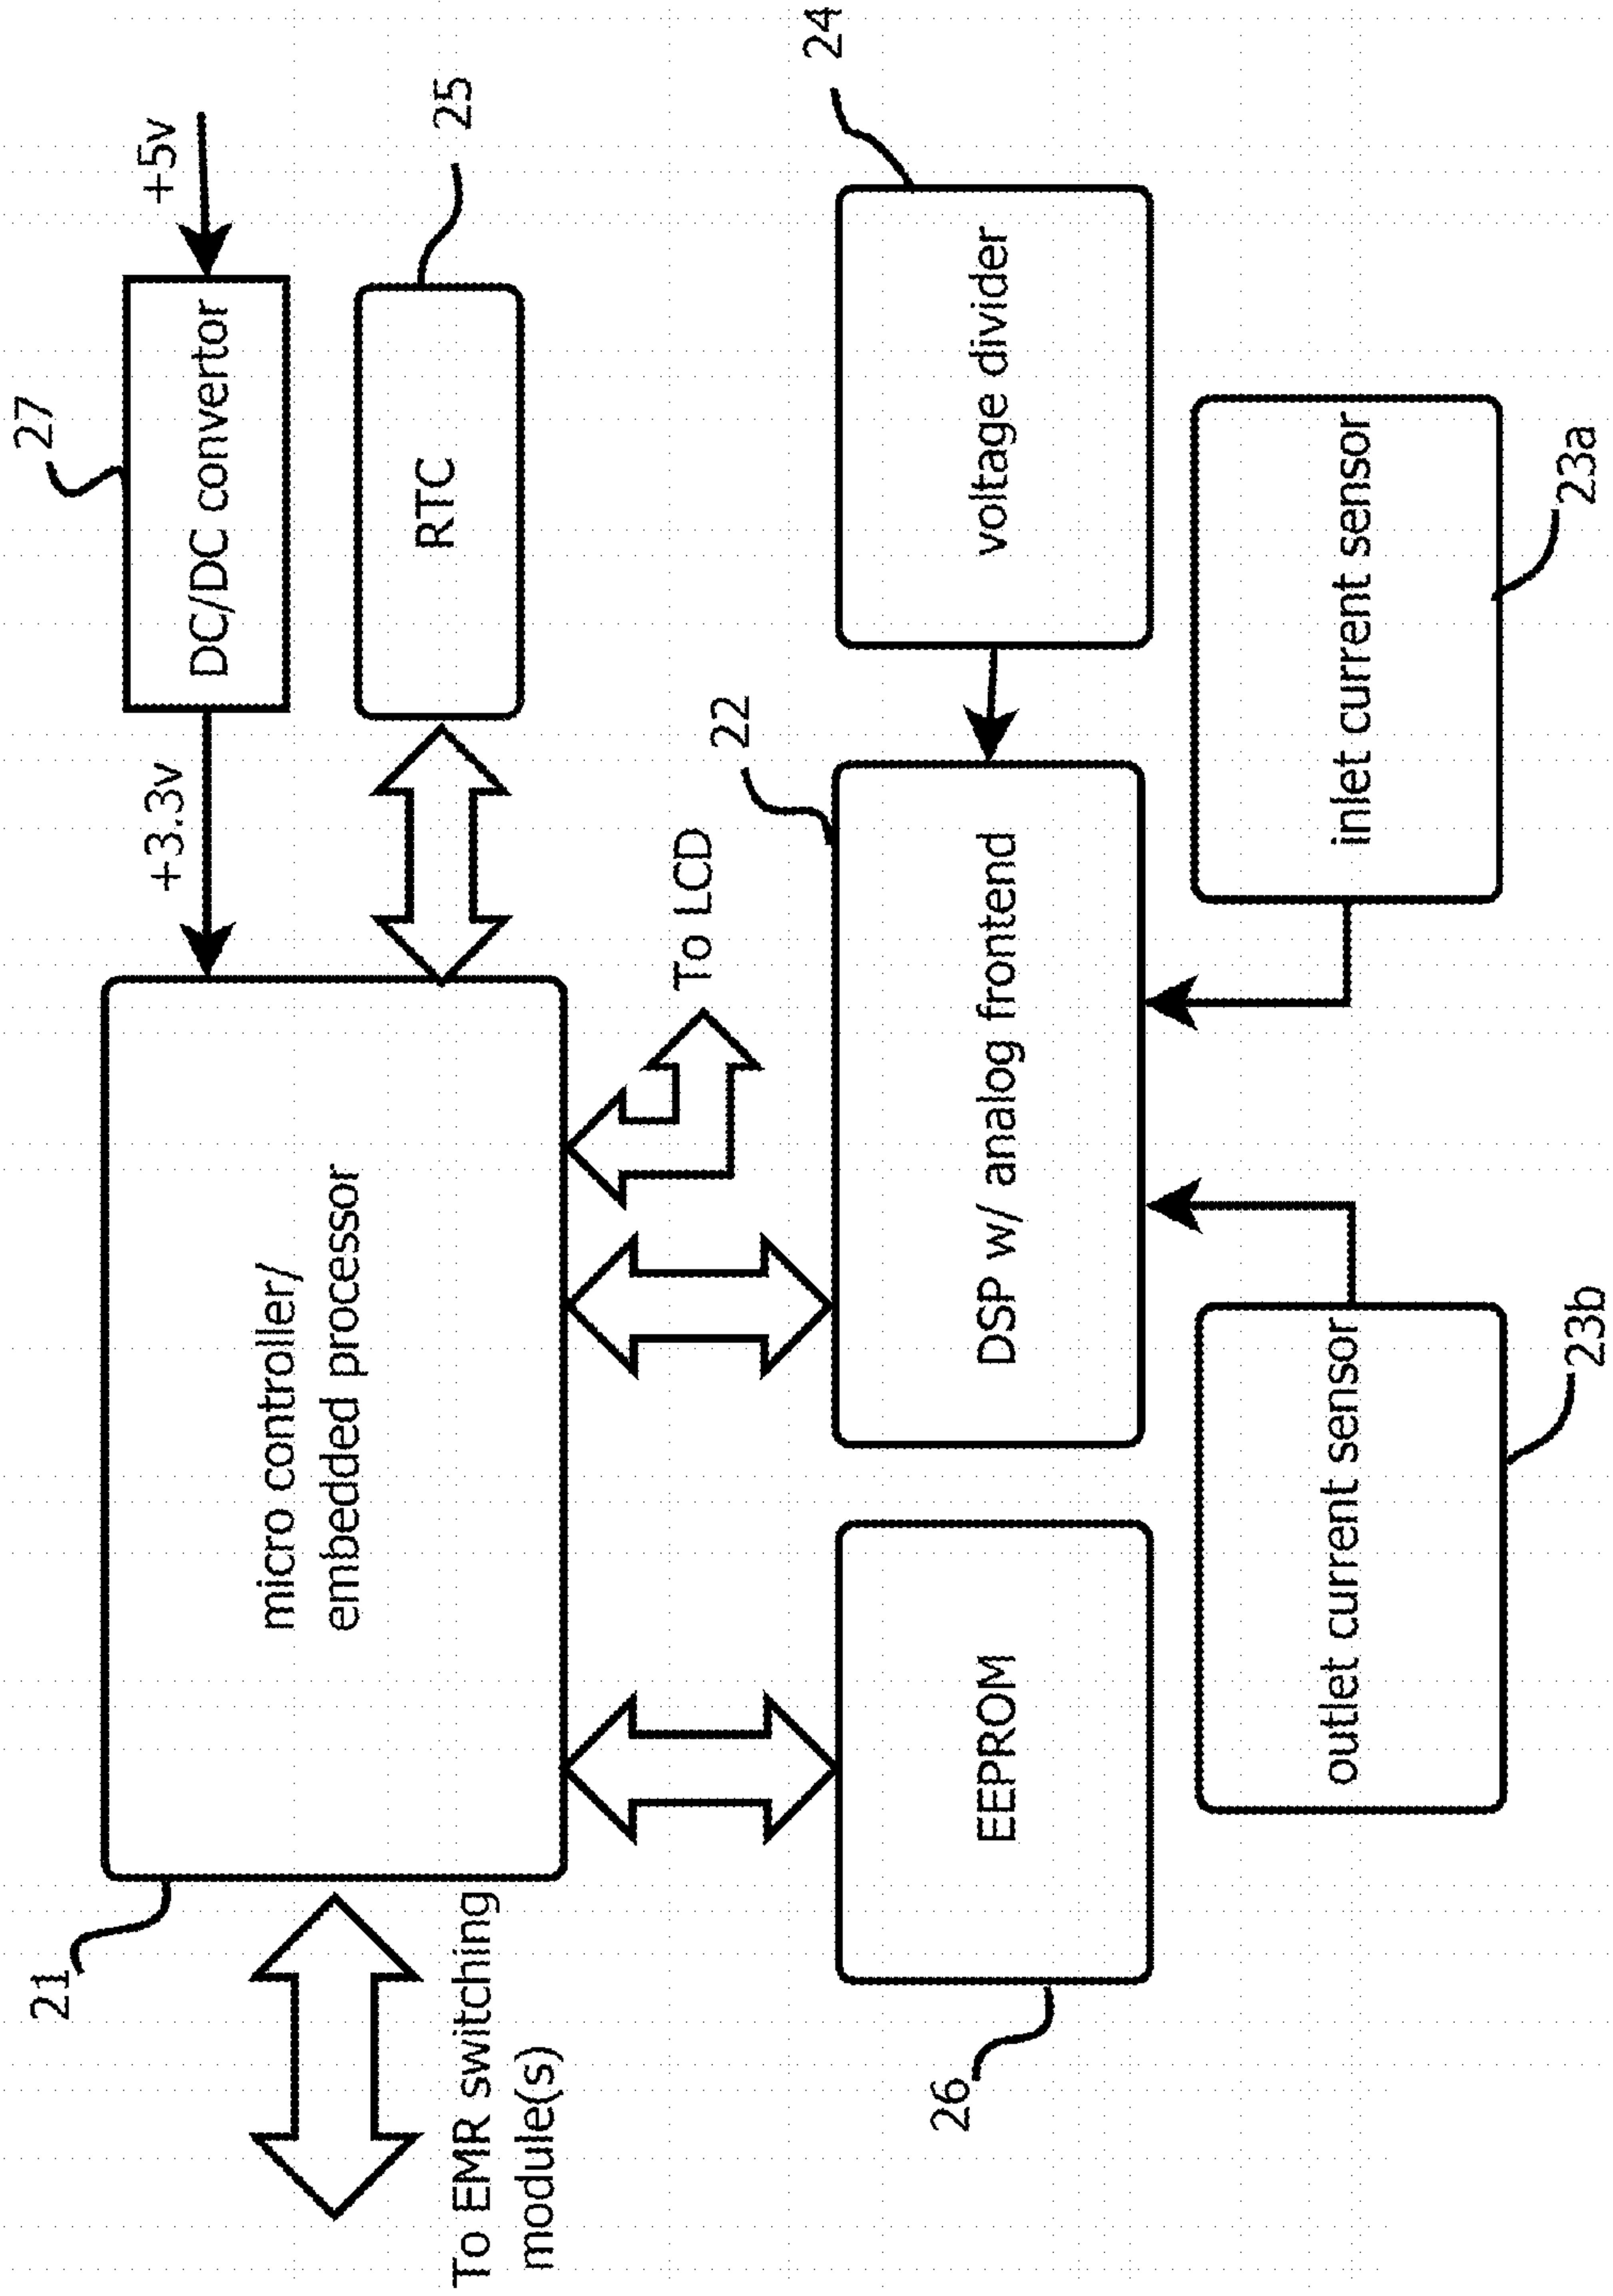 21
micro controller/
embedded processor
+3.3v
27
DC/DC convertor
+5v
RTC
25
To EMR switching
module(s)
To LCD
22
24
26
EEPROM
DSP w/ analog frontend
voltage divider
outlet current sensor
inlet current sensor
23b
23a